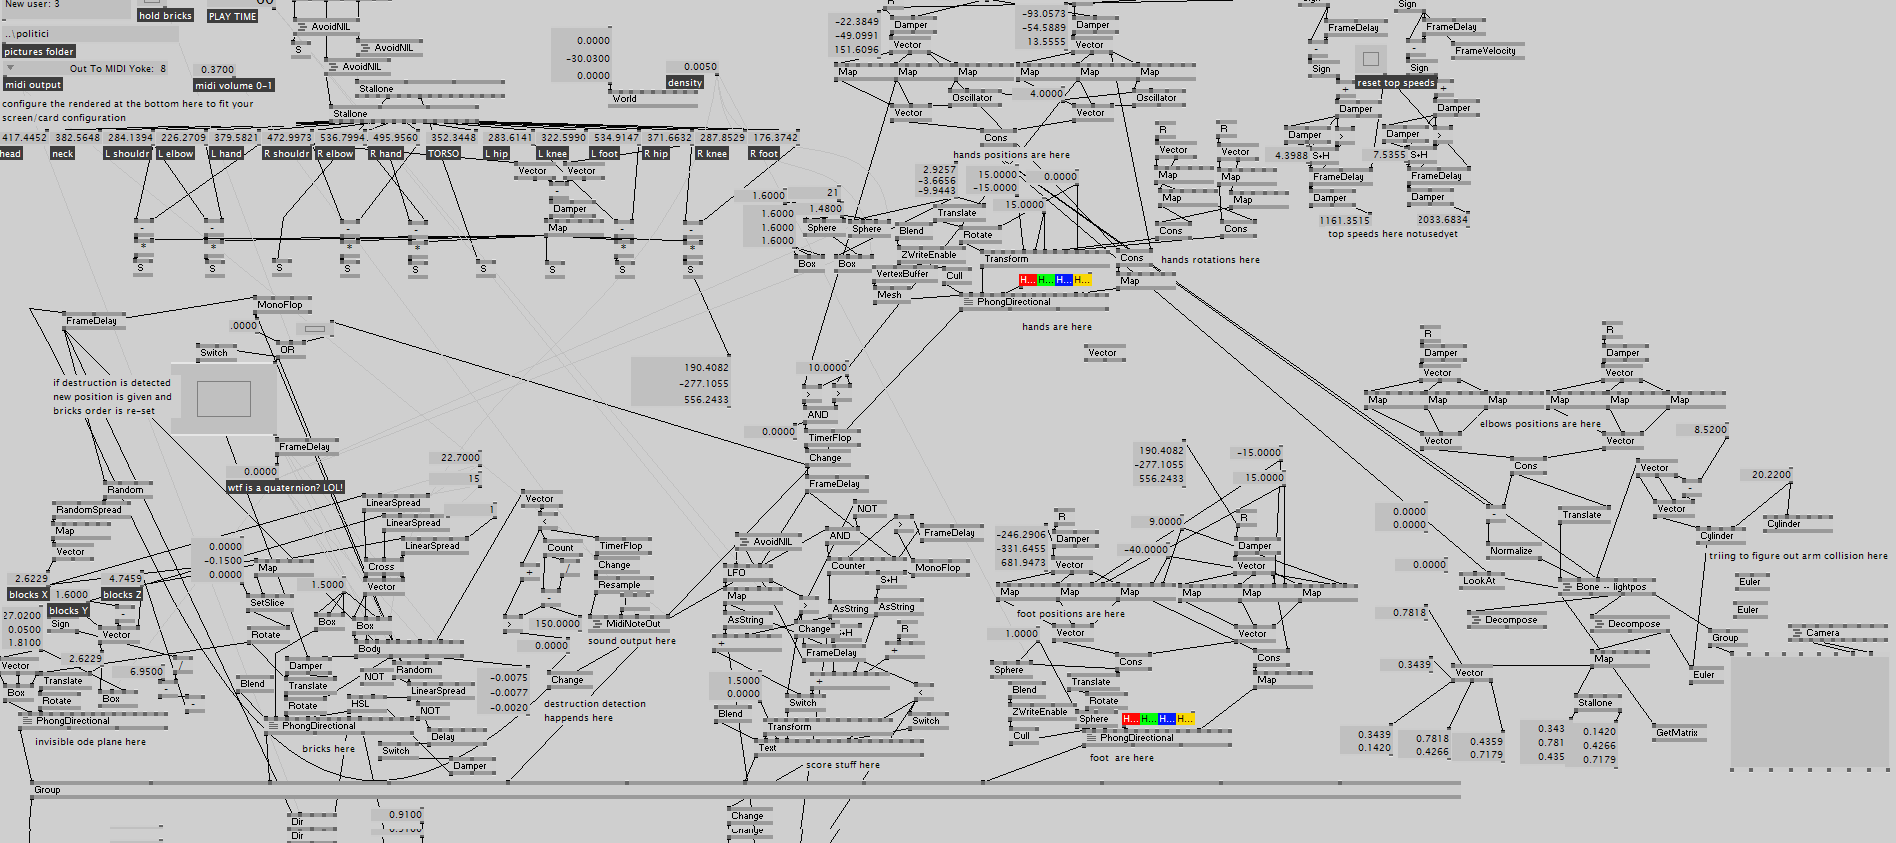 New user: 3
hold bricks
PLAY TIME
..\politici
pictures folder
Out To MIDI Yoke: 8
midi output
0.3700
midi volume 0-1
configure the rendered at the bottom here to fit your
screen/card configuration
AvoidNIL
S
AvoidNIL
AvoidNIL
Stallone
Stallone
0.0000
-30.0300
0.0000
World
0.0050
density
417.4452 382.5648 284.1394 226.2709 379.5821 472.9973 536.7994 495.9560 352.3448 283.6141 322.5990 534.9147 371.6632 287.8529 176.3742
head neck L shouldr L elbow L hand R shouldr R elbow R hand TORSO L hip L knee L foot R hip R knee R foot
Vector Vector
-
Damper
Map
- - - - - -
* * * * * *
S S S S S S S S S
-22.3849
-49.0991
151.6096
R
Damper
Vector
-93.0573
-54.5889
13.5555
Damper
Vector
Map Map Map Map Map Map
Oscillator
4.0000
Oscillator
Vector Vector
Cons
hands positions are here
2.9257
-3.6656
-9.9443
15.0000
-15.0000
0.0000
15.0000
1.6000
21
1.6000
1.6000
1.6000
1.4800
Sphere Sphere
Box Box
Translate
Blend
Rotate
ZWriteEnable
VertexBuffer
Cull
Mesh
Transform
H... H... H... H...
PhongDirectional
hands are here
Cons
Map
R R
Damper Damper
Vector Vector
Map Map
Map Map
Cons Cons
hands rotations here
Sign Sign
FrameDelay FrameDelay
FrameVelocity
- -
Sign Sign
reset top speeds
+ +
Damper Damper
Damper > Damper >
4.3988 S+H 7.5355 S+H
FrameDelay FrameDelay
Damper Damper
1161.3515 2033.6834
top speeds here notusedyet
MonoFlop
FrameDelay
.0000
OR
Switch
if destruction is detected
new position is given and
bricks order is re-set
FrameDelay
0.0000
wtf is a quaternion? LOL!
190.4082
-277.1055
556.2433
Vector
10.0000
> >
AND
0.0000
TimerFlop
Change
FrameDelay
22.7000
15
1
Random
RandomSpread
Map
Vector
2.6229 4.7459
blocks X 1.6000 blocks Z
blocks Y
27.0200
0.0500
1.8100
Sign
Vector
2.6229
6.9500
Vector
Translate
Box
Rotate
Box
-
-
PhongDirectional
invisible ode plane here
0.0000
-0.1500
0.0000
Map
SetSlice
Rotate
LinearSpread
LinearSpread
LinearSpread
Cross
Vector
1.5000
Box
Box
Body
Damper
Random
NOT
Translate
LinearSpread
Blend
Rotate
HSL
NOT
PhongDirectional
Delay
bricks here
Switch
Damper
-0.0075
-0.0077
-0.0020
Vector
<
Count
+
-
>
150.0000
0.0000
TimerFlop
Change
Resample
MidiNoteOut
sound output here
Change
destruction detection
happends here
NOT
>
FrameDelay
AvoidNIL
AND
LFO
Counter
MonoFlop
S+H
AsString
AsString
AsString
+
Change
R
FrameDelay
+
+
1.5000
0.0000
Switch
<
Blend
Switch
Transform
Text
score stuff here
190.4082
-277.1055
556.2433
-15.0000
15.0000
9.0000
-40.0000
-246.2906
-331.6455
681.9473
R R
Damper Damper
Vector Vector
Map Map Map Map Map Map
foot positions are here
1.0000
Vector Vector
Cons Cons
Map
Sphere
Translate
Blend
Rotate
ZWriteEnable
Sphere
Cull
H... H... H... H...
PhongDirectional
foot  are here
R R
Damper Damper
Vector Vector
Map Map Map Map Map Map
elbows positions are here
Vector Vector
8.5200
Cons
Vector
-
Vector
20.2200
Cylinder
Cylinder
0.0000
0.0000
-
Translate
Normalize
triing to figure out arm collision here
0.0000
LookAt
Bone -- lightpos
Euler
Euler
0.7818
Decompose
Decompose
Group
Camera
0.3439
Map
Vector
Euler
Stallone
GetMatrix
0.3439
0.1420
0.7818
0.4266
0.4359
0.7179
0.343
0.781
0.435
0.1420
0.4266
0.7179
Group
Dir
Dir
0.9100
Change
Change